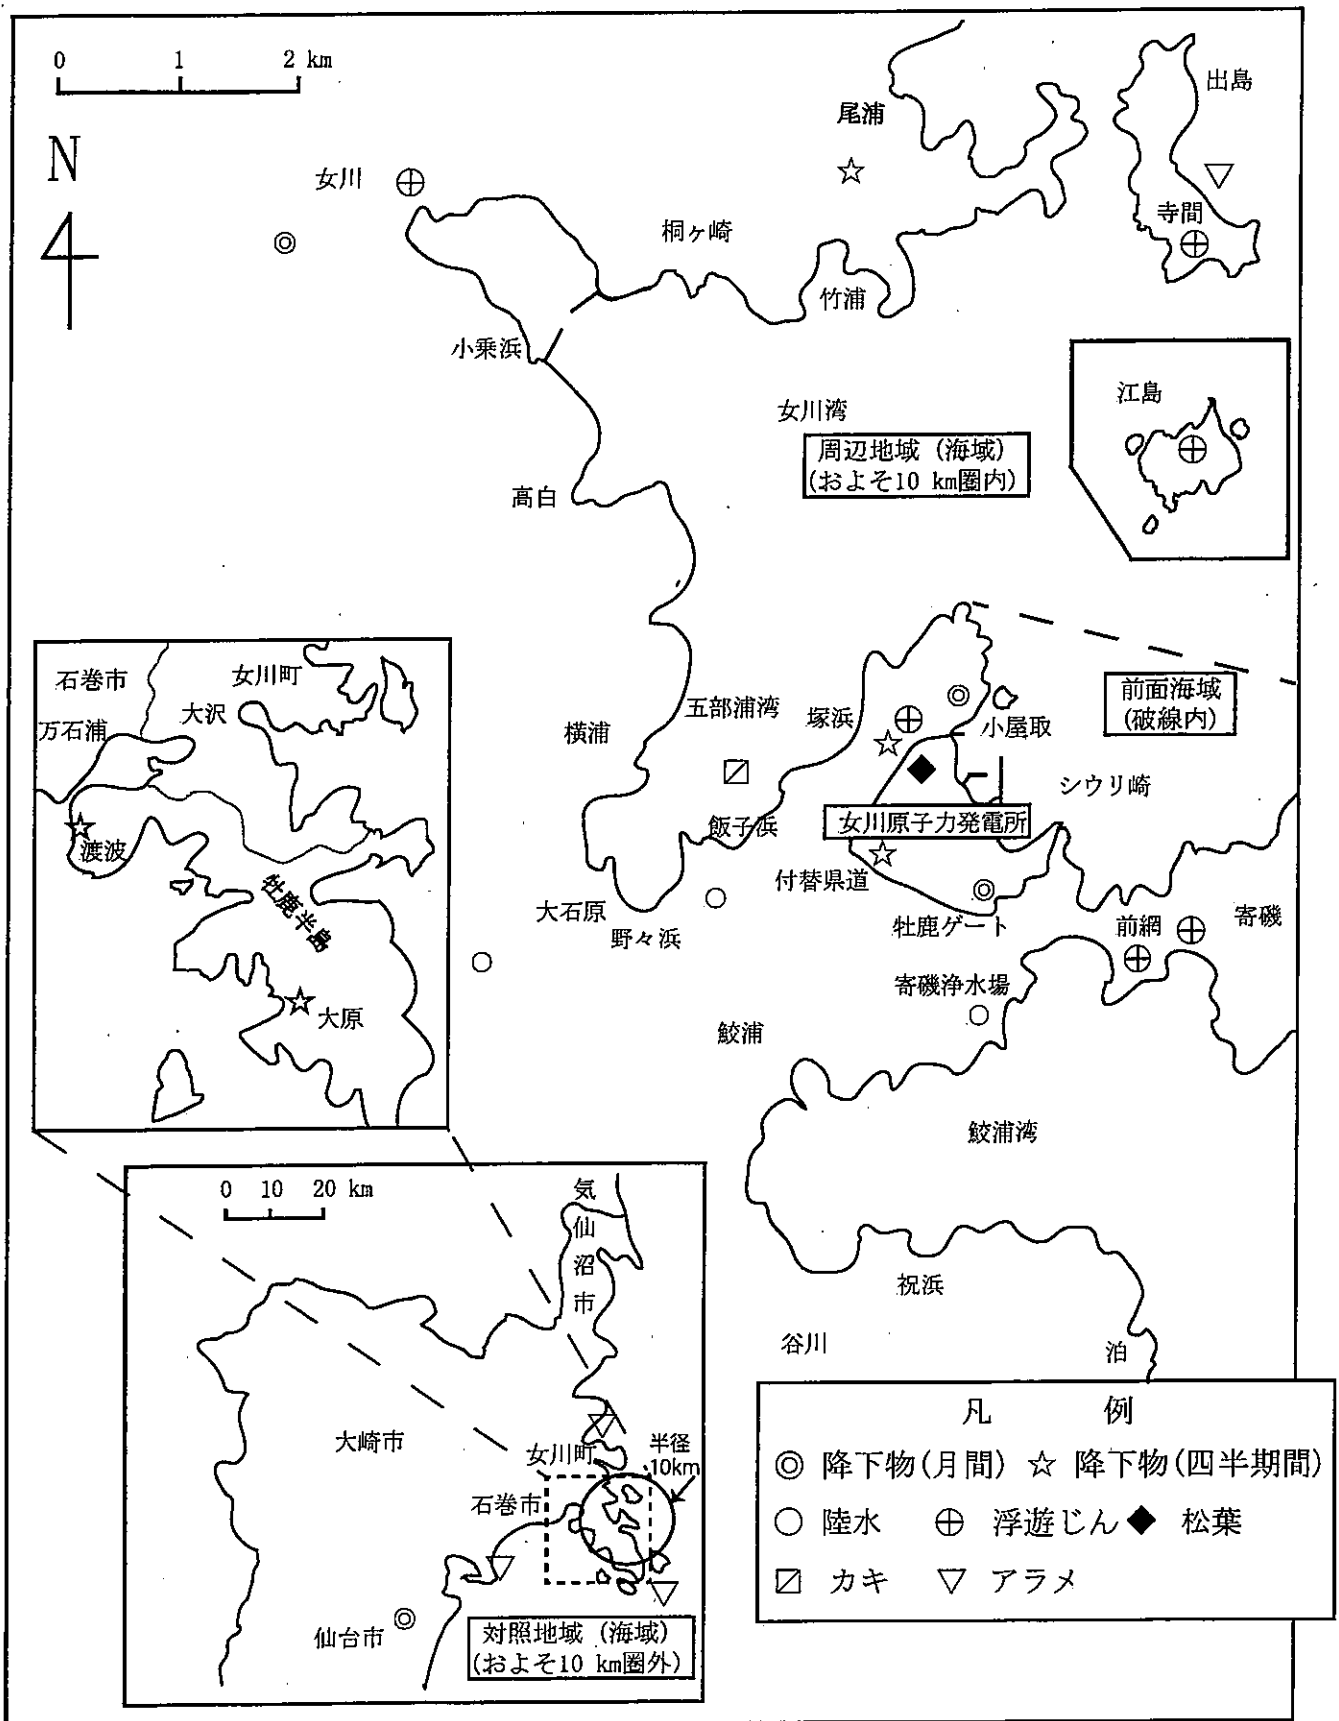 0 1 2 km
N
女川
尾浦
出島
寺間
桐ヶ崎
竹浦
小乗浜
女川湾
周辺地域（海域）
(およそ10 km圏内)
江島
高白
前面海域
(破線内)
石巻市
女川町
万石浦
大沢
渡波
牡鹿半島
大原
横浦
五部浦湾
塚浜
小屋取
シウリ崎
飯子浜
女川原子力発電所
付替県道
大石原
野々浜
牡鹿ゲート
前網
寄磯
寄磯浄水場
鮫浦
鮫浦湾
祝浜
谷川
泊
0 10 20 km
気仙沼市
大崎市
女川町
半径
10km
石巻市
仙台市
対照地域（海域）
(およそ10 km圏外)
凡 例
◎ 降下物(月間) ☆ 降下物(四半期間)
○ 陸水 ⊕ 浮遊じん ◆ 松葉
〼 カキ ▽ アラメ